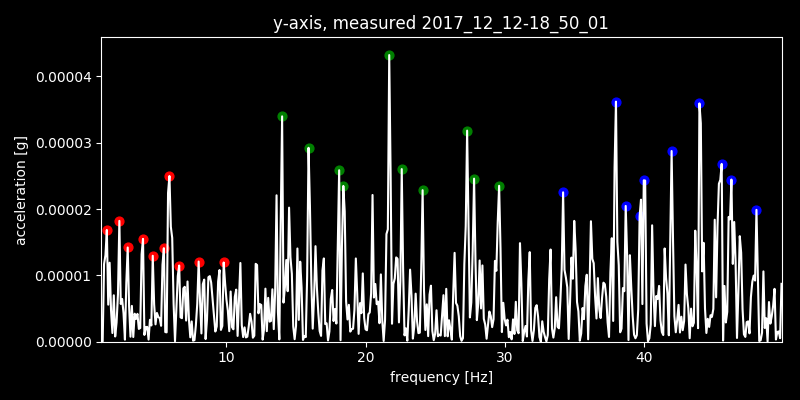 y-axis, measured 2017_12_12-18_50_01
0.00004
0.00003
0.00002
0.00001
0.00000
acceleration [g]
10 20 30 40
frequency [Hz]